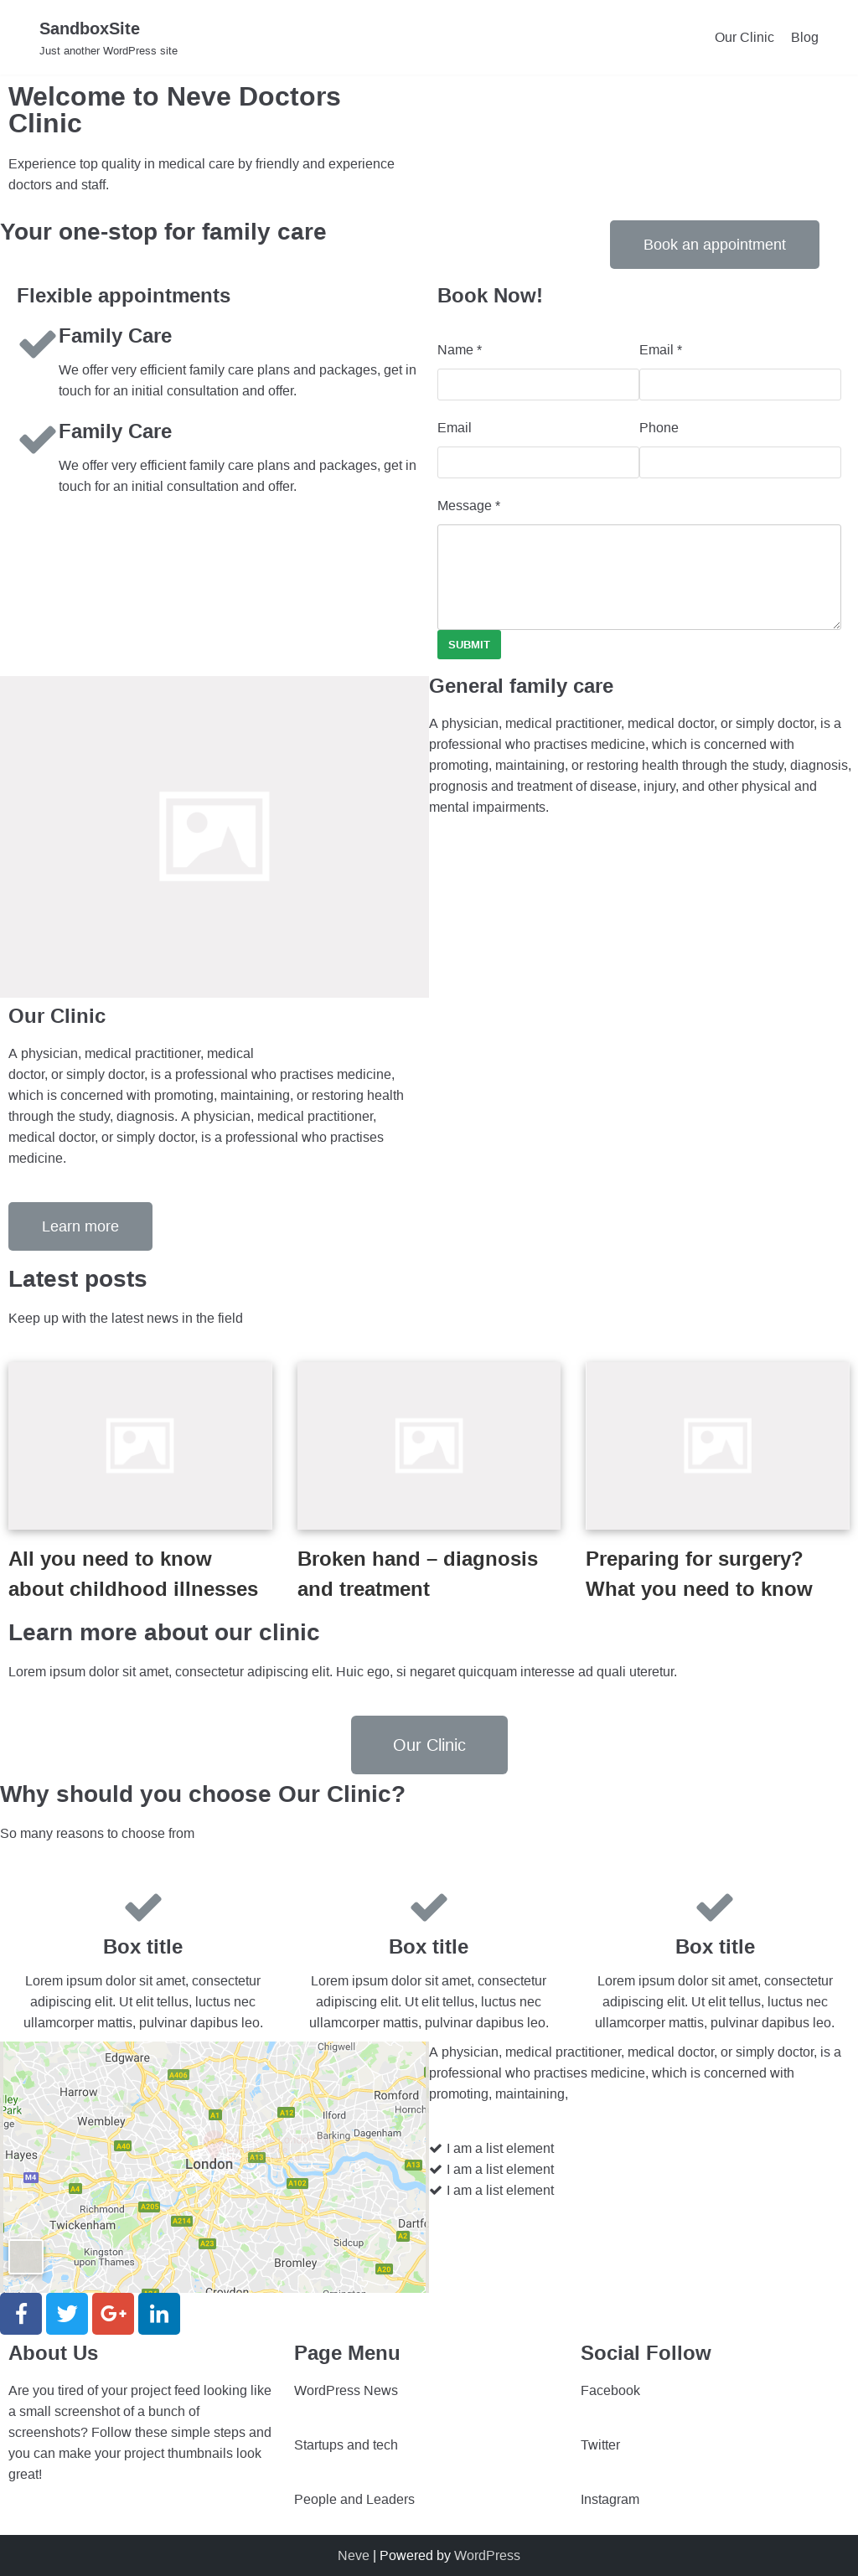 SandboxSite
Just another WordPress site
Our Clinic
Blog
Welcome to Neve Doctors
Clinic
Experience top quality in medical care by friendly and experience
doctors and staff.
Your one-stop for family care
Book an appointment
Flexible appointments
Family Care
We offer very efficient family care plans and packages, get in
touch for an initial consultation and offer.
Family Care
We offer very efficient family care plans and packages, get in
touch for an initial consultation and offer.
Book Now!
Name *
Email *
Email
Phone
Message *
SUBMIT
General family care
A physician, medical practitioner, medical doctor, or simply doctor, is a
professional who practises medicine, which is concerned with
promoting, maintaining, or restoring health through the study, diagnosis,
prognosis and treatment of disease, injury, and other physical and
mental impairments.
Our Clinic
A physician, medical practitioner, medical
doctor, or simply doctor, is a professional who practises medicine,
which is concerned with promoting, maintaining, or restoring health
through the study, diagnosis. A physician, medical practitioner,
medical doctor, or simply doctor, is a professional who practises
medicine.
Learn more
Latest posts
Keep up with the latest news in the field
All you need to know
about childhood illnesses
Broken hand – diagnosis
and treatment
Preparing for surgery?
What you need to know
Learn more about our clinic
Lorem ipsum dolor sit amet, consectetur adipiscing elit. Huic ego, si negaret quicquam interesse ad quali uteretur.
Our Clinic
Why should you choose Our Clinic?
So many reasons to choose from
Box title
Lorem ipsum dolor sit amet, consectetur
adipiscing elit. Ut elit tellus, luctus nec
ullamcorper mattis, pulvinar dapibus leo.
Box title
Lorem ipsum dolor sit amet, consectetur
adipiscing elit. Ut elit tellus, luctus nec
ullamcorper mattis, pulvinar dapibus leo.
Box title
Lorem ipsum dolor sit amet, consectetur
adipiscing elit. Ut elit tellus, luctus nec
ullamcorper mattis, pulvinar dapibus leo.
Chigwell
Edgware
A406
Harrow
Romford
ley
Park
A1
A12
Ilford
Hornch
ge
Wembley
Barking
Dagenham
A40
Hayes
London
A13
A13
M4
A4
A102
Richmond
A205
Twickenham
A214
Dartfo
A2
A23
Sidcup
Kingston
upon Thames
Bromley
A20
Croydon
Orpington
A physician, medical practitioner, medical doctor, or simply doctor, is a
professional who practises medicine, which is concerned with
promoting, maintaining,
I am a list element
I am a list element
I am a list element
About Us
Are you tired of your project feed looking like
a small screenshot of a bunch of
screenshots? Follow these simple steps and
you can make your project thumbnails look
great!
Page Menu
WordPress News
Startups and tech
People and Leaders
Social Follow
Facebook
Twitter
Instagram
Neve | Powered by WordPress